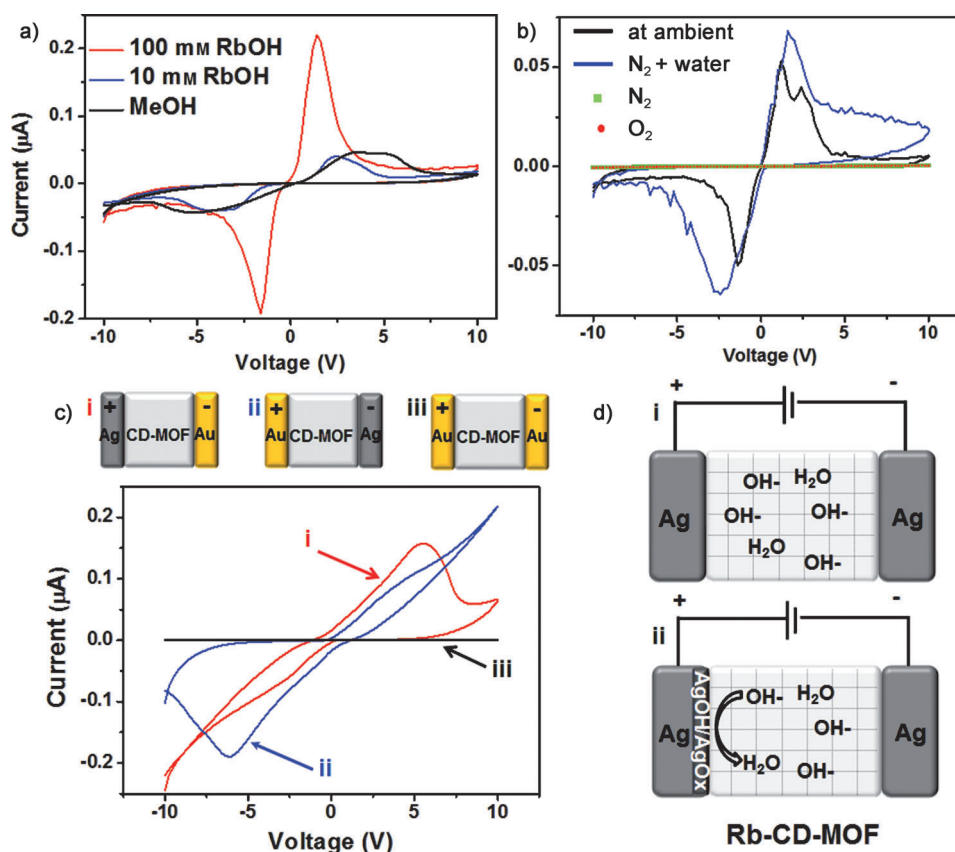 a)
100 mM RbOH
10 mM RbOH
MeOH
Current (µA)
0.2
0.1
0.0
-0.1
-0.2
-10 -5 0 5 10
Voltage (V)
b)
at ambient
N₂ + water
N₂
O₂
0.05
0.00
-0.05
-10 -5 0 5 10
Voltage (V)
c)
i + - Ag CD-MOF Au
ii + - Au CD-MOF Ag
iii + - Au CD-MOF Au
Current (µA)
0.2
0.1
0.0
-0.1
-0.2
i
iii
ii
-10 -5 0 5 10
Voltage (V)
d)
+ -
i
Ag
OH- H₂O
OH- OH-
H₂O OH-
Ag
+ -
ii
Ag
AgOH/AgOx
OH- H₂O
OH-
H₂O OH-
Ag
Rb-CD-MOF